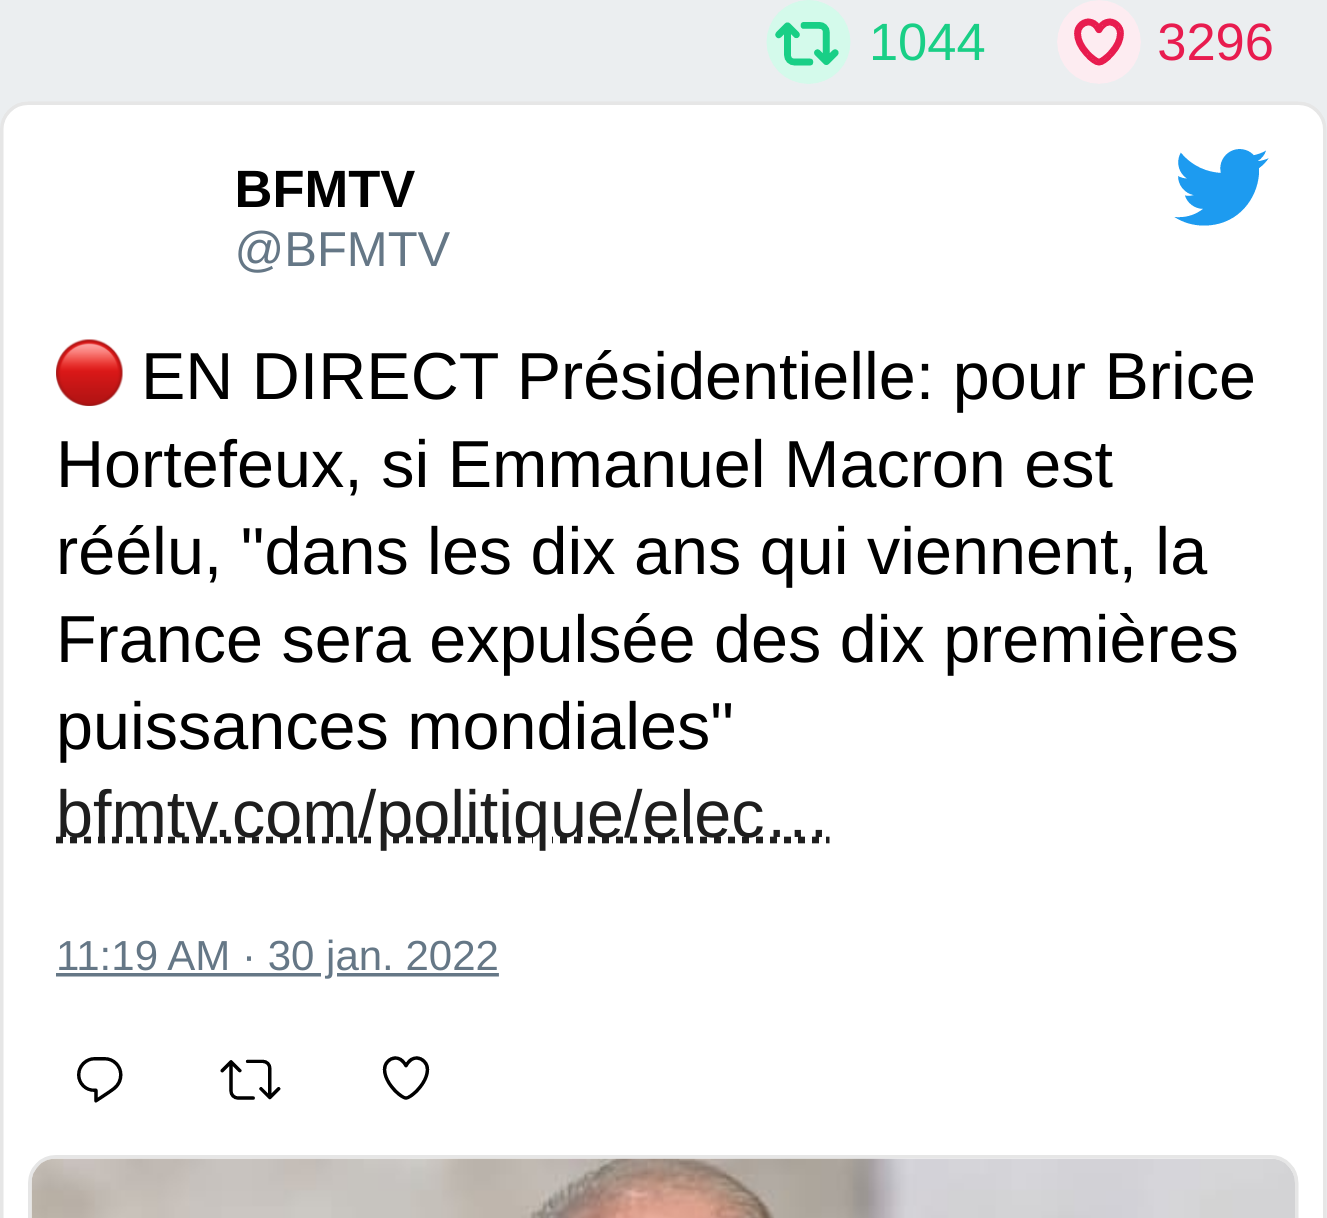 1044 3296
BFMTV
@BFMTV
🔴 EN DIRECT Présidentielle: pour Brice
Hortefeux, si Emmanuel Macron est
réélu, "dans les dix ans qui viennent, la
France sera expulsée des dix premières
puissances mondiales"
bfmtv.com/politique/elec…
11:19 AM · 30 jan. 2022